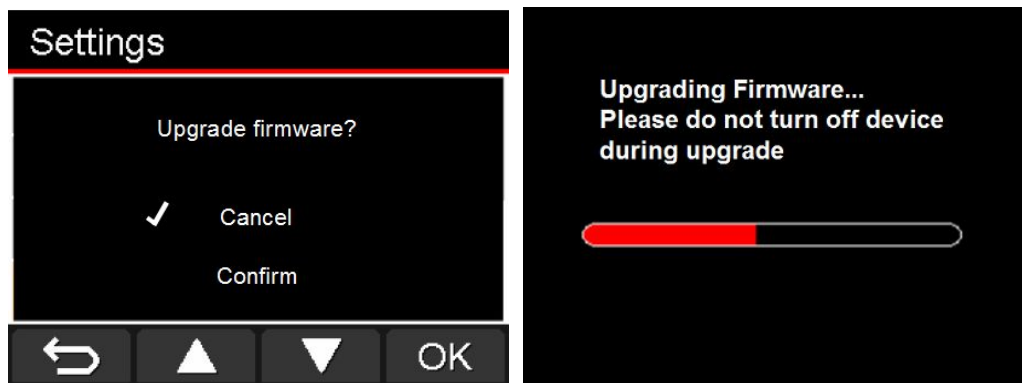 Settings
Upgrade firmware?
Cancel
Confirm
OK
Upgrading Firmware...
Please do not turn off device
during upgrade